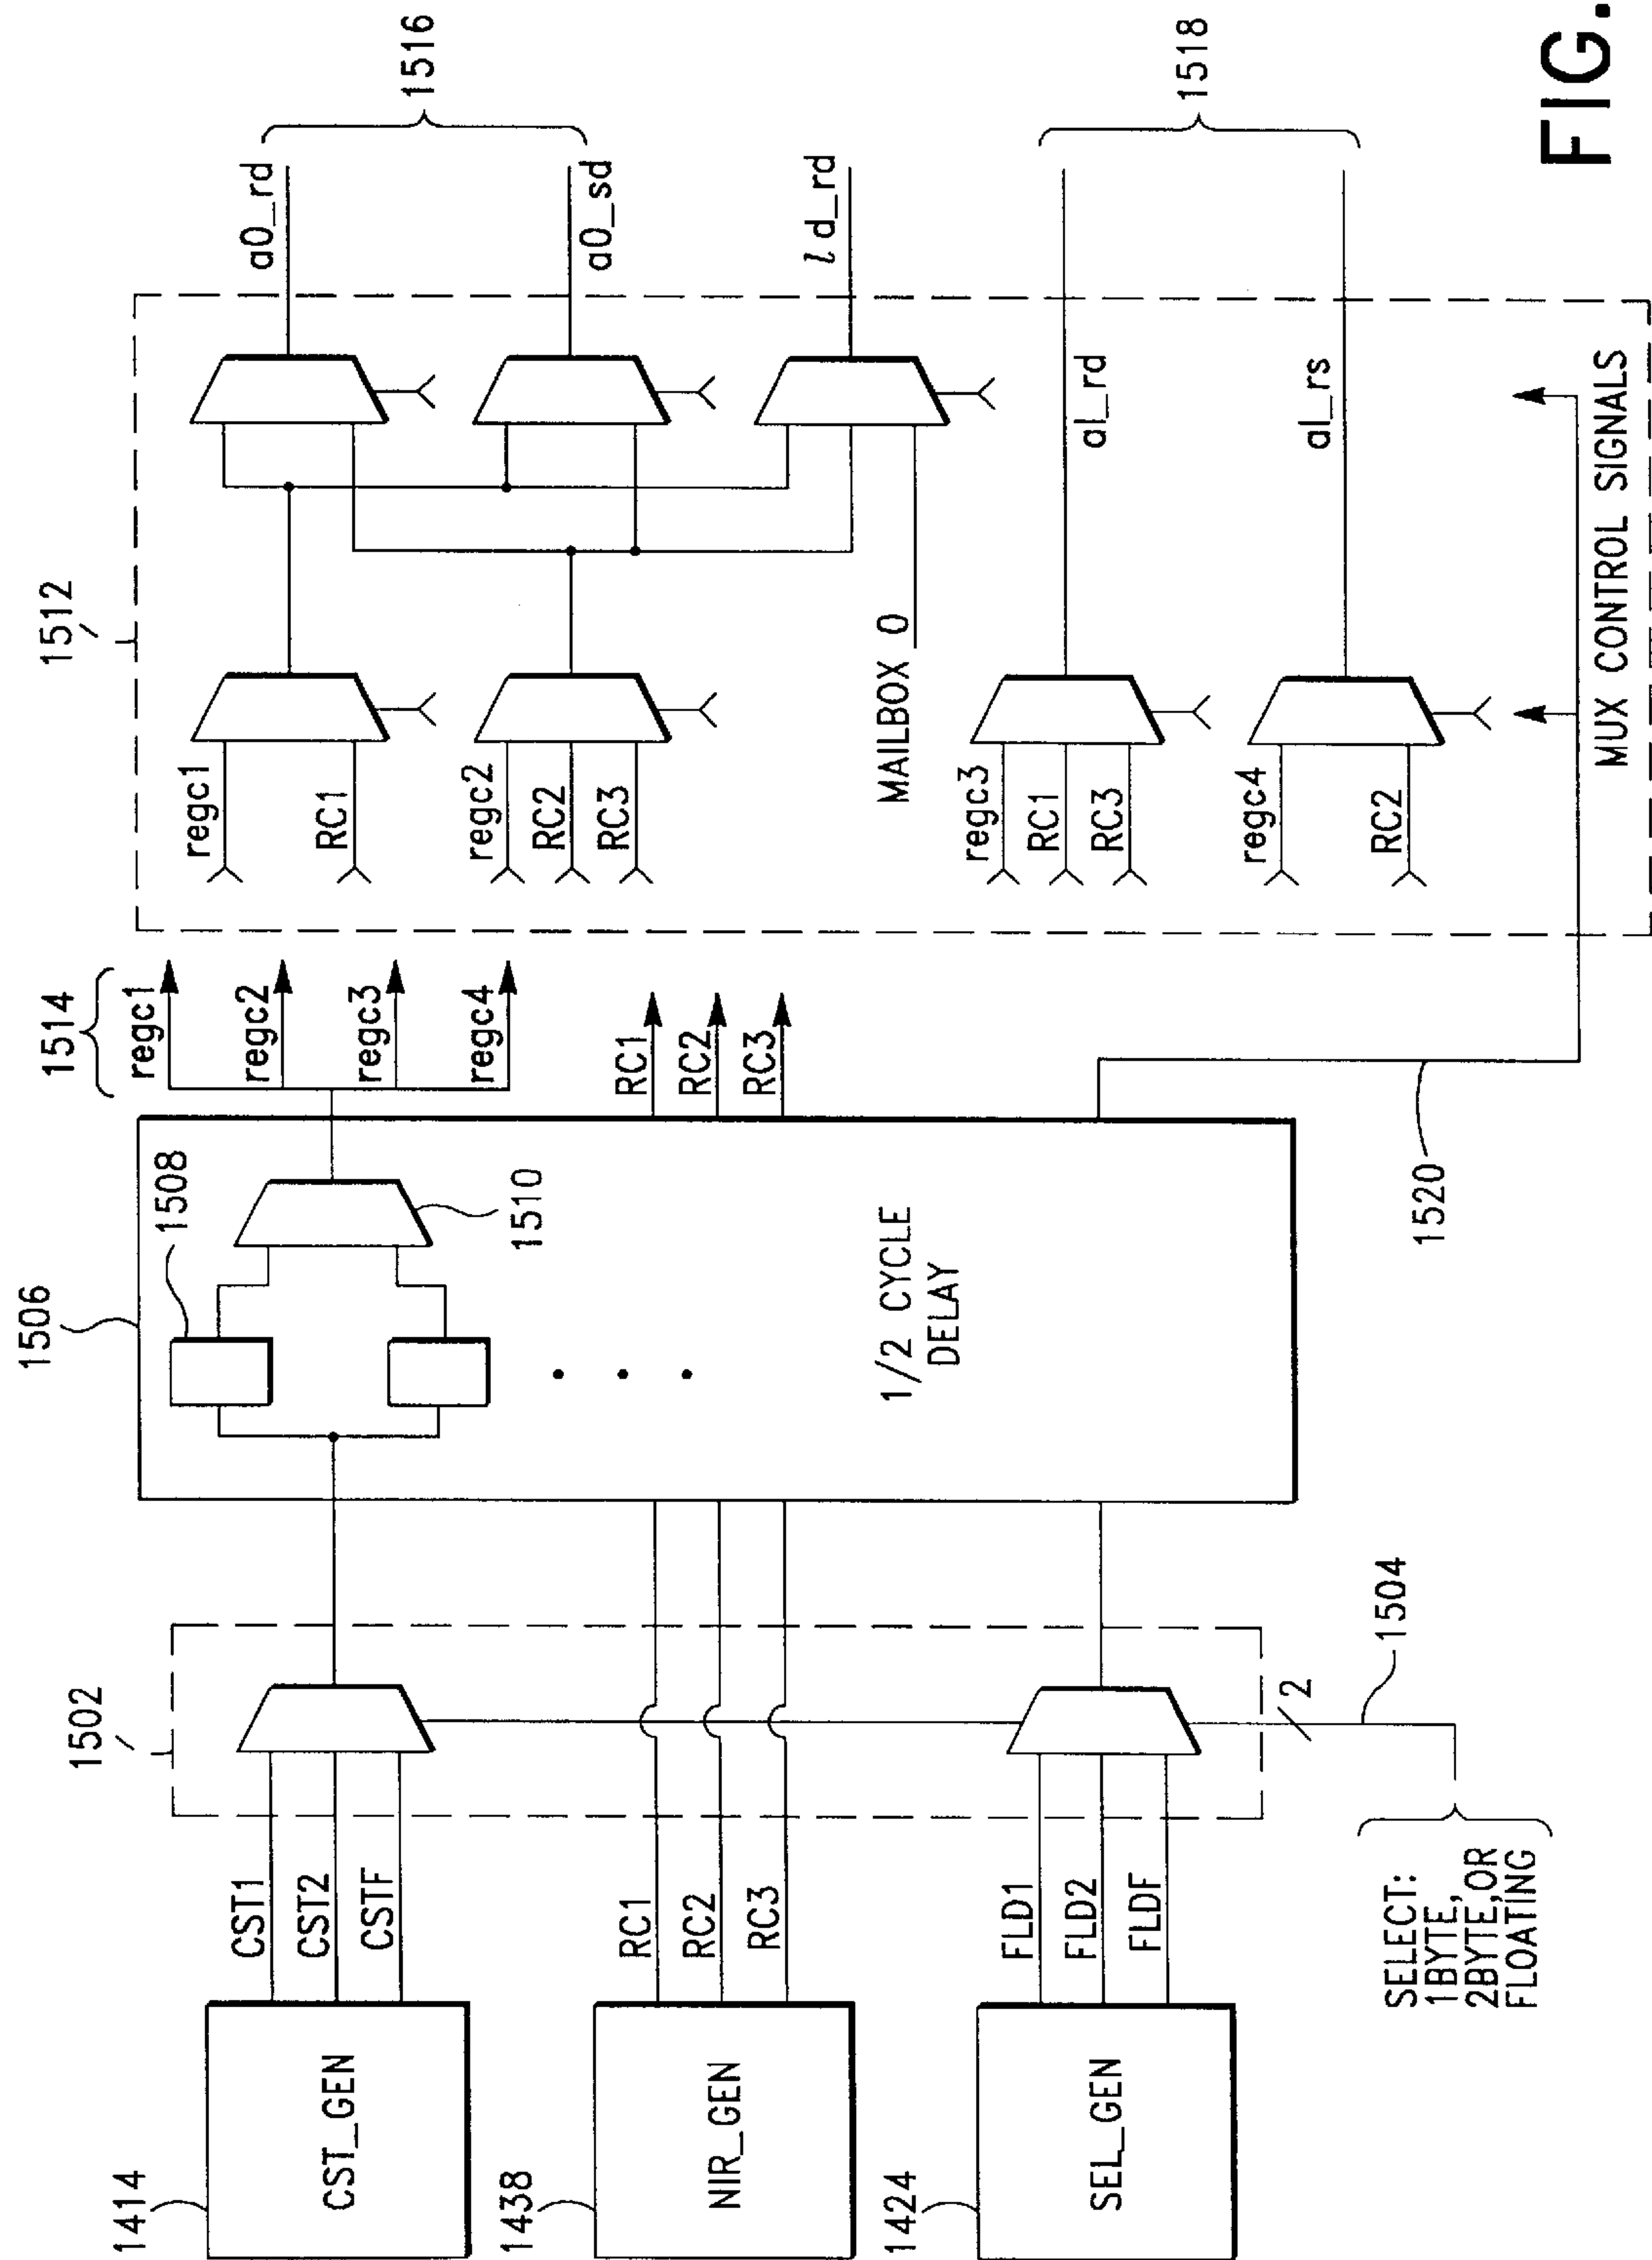 1414
CST_GEN
CST1
CST2
CSTF
1438
NIR_GEN
RC1
RC2
RC3
1424
SEL_GEN
FLD1
FLD2
FLDF
SELECT:
1BYTE,
2BYTE,OR
FLOATING
1502
2
1504
1506
1508
1510
1/2 CYCLE
DELAY
1514
regc1
regc2
regc3
regc4
RC1
RC2
RC3
1520
1512
regc1
RC1
regc2
RC2
RC3
MAILBOX_0
regc3
RC1
RC3
regc4
RC2
MUX CONTROL SIGNALS
a0_rd
a0_sd
ld_rd
al_rd
al_rs
1516
1518
FIG.